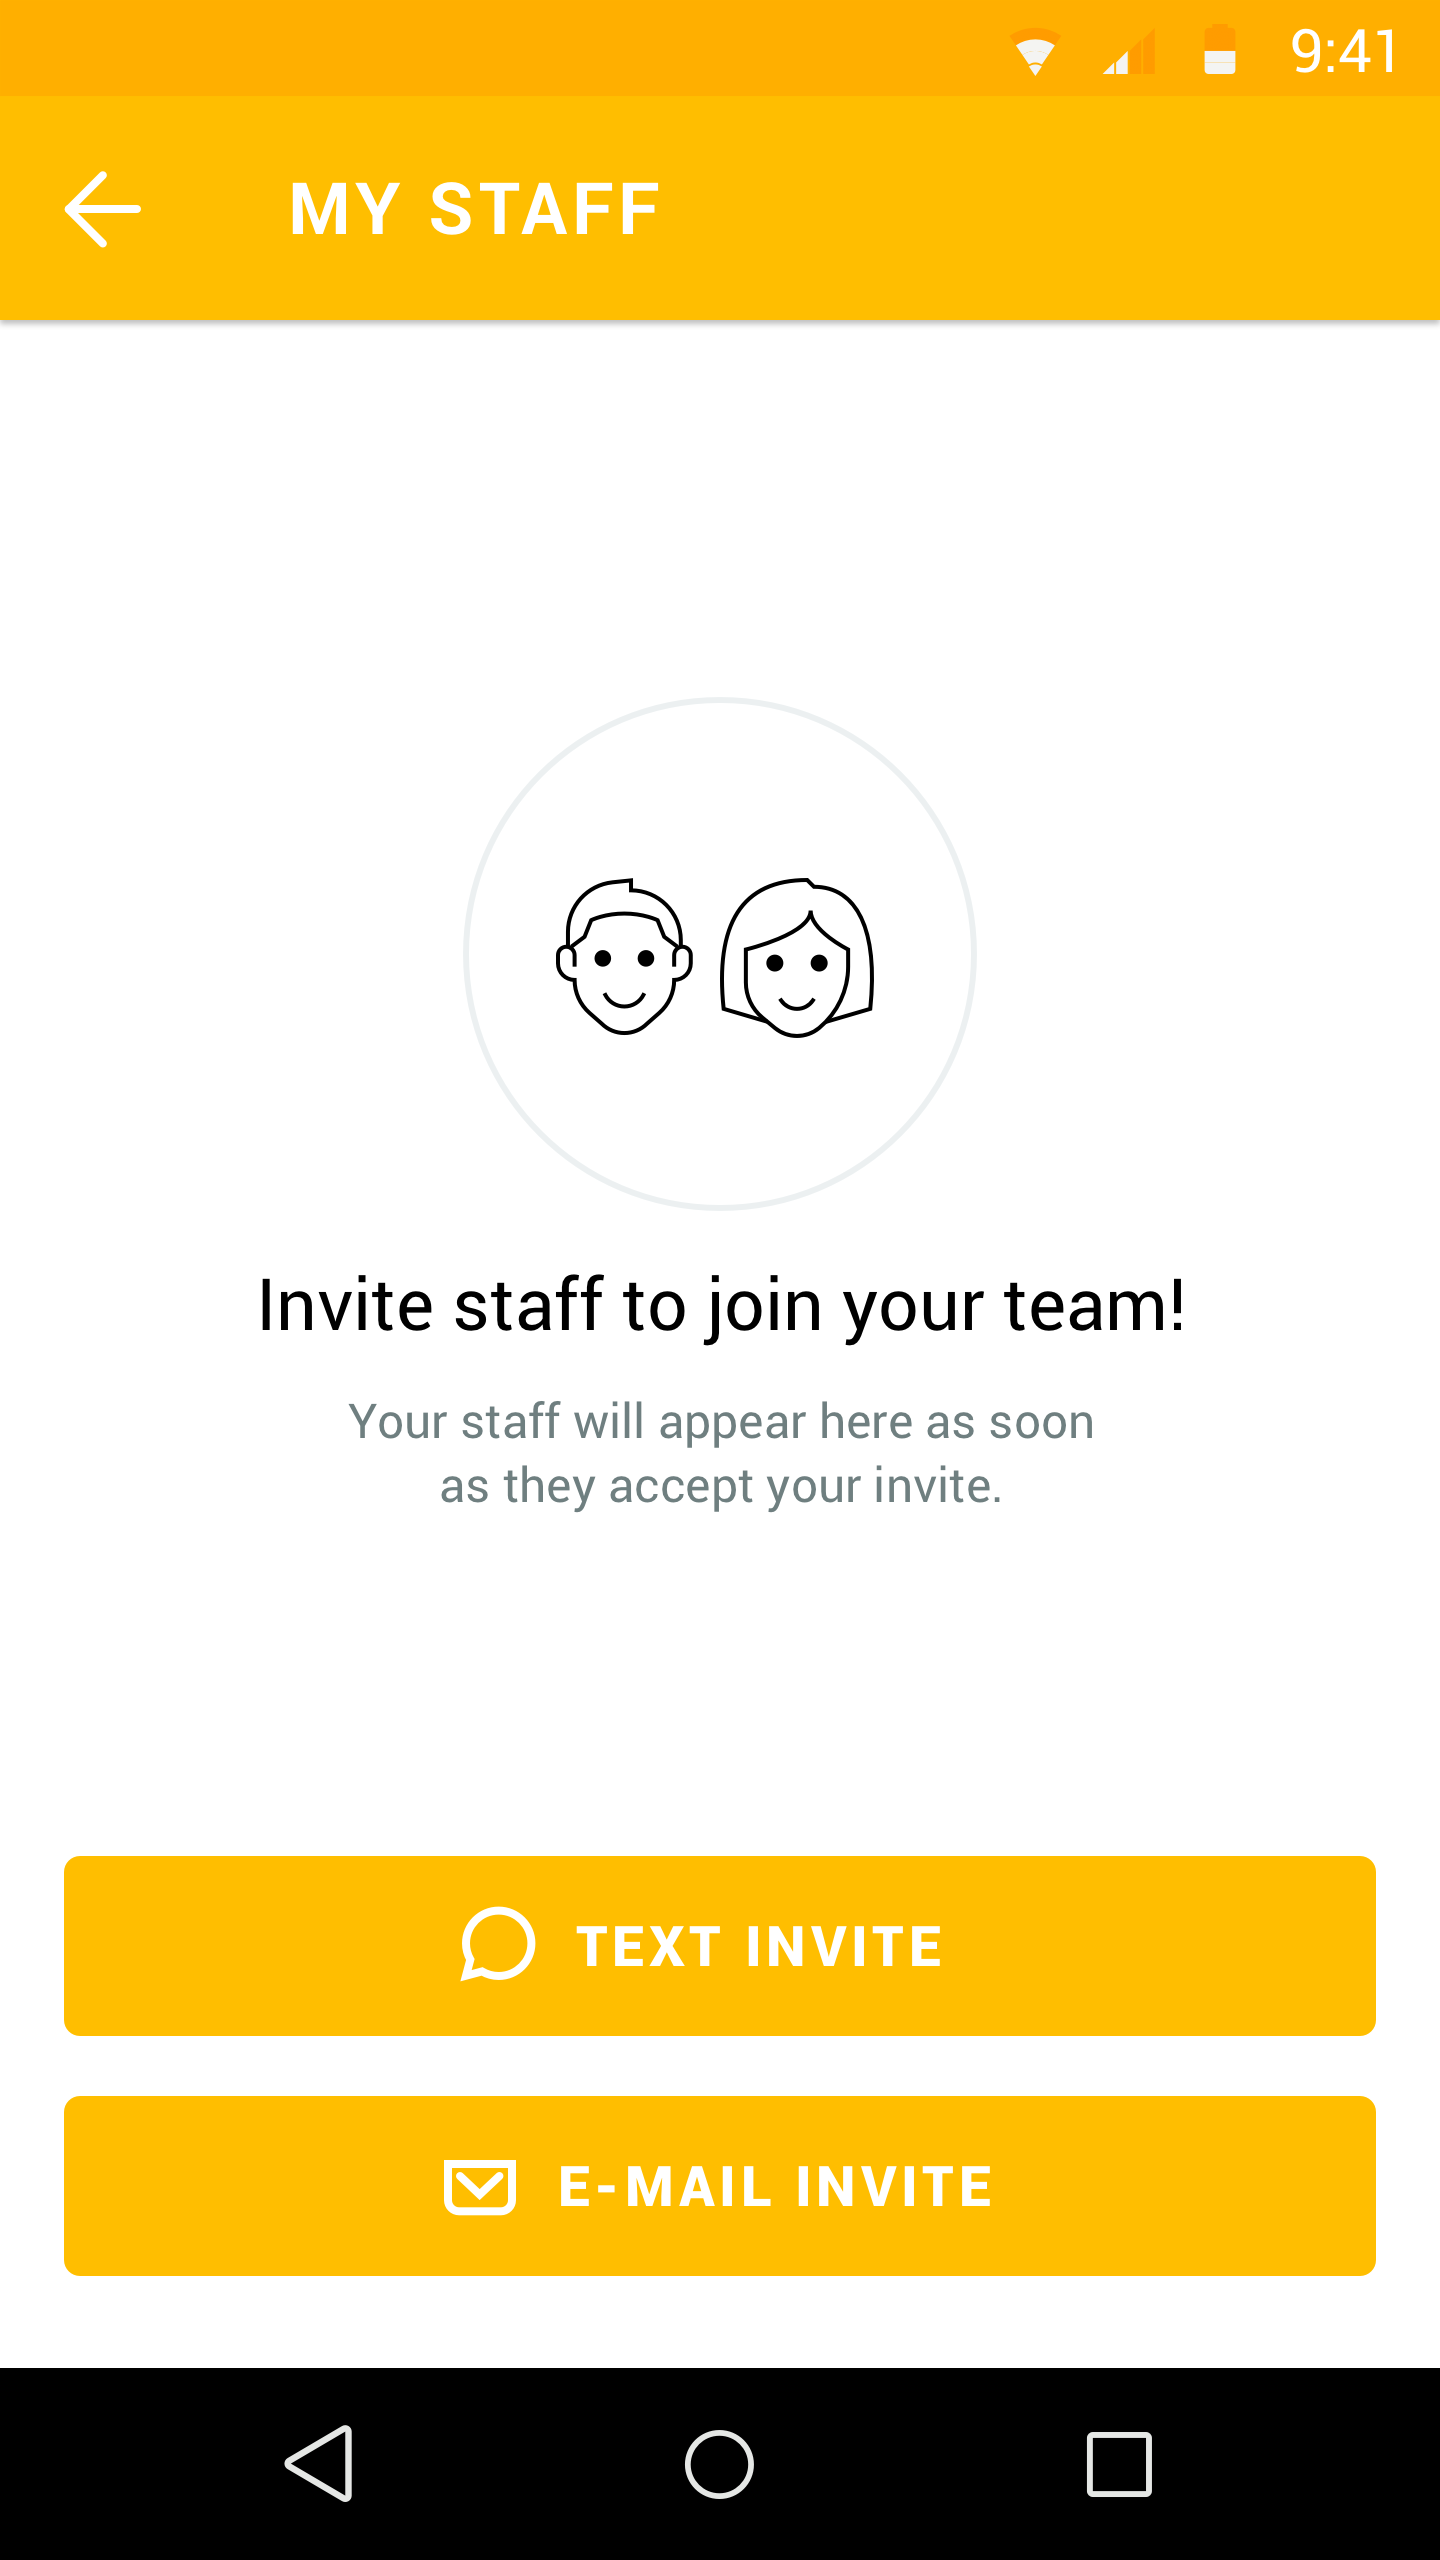 9:41
MY STAFF
Invite staff to join your team!
Your staff will appear here as soon
as they accept your invite.
TEXT INVITE
E-MAIL INVITE